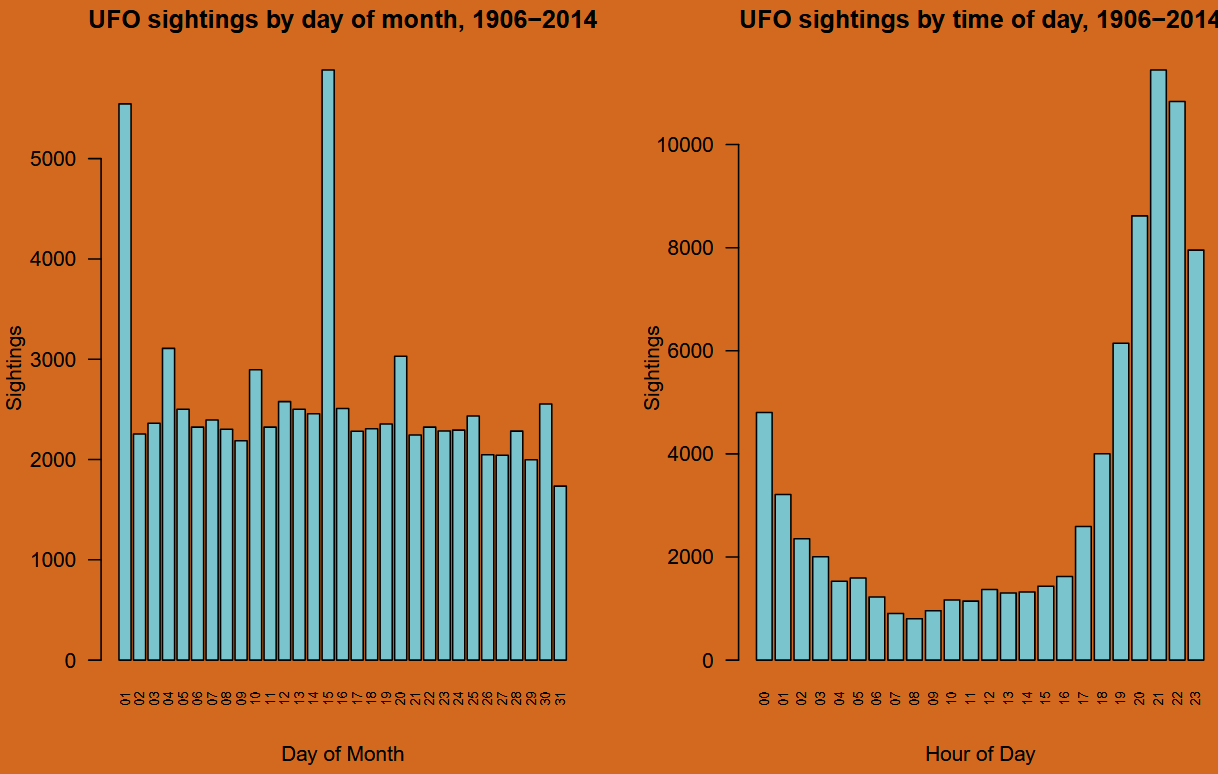 UFO sightings by day of month, 1906−2014
5000
4000
3000
2000
1000
0
Sightings
01 02 03 04 05 06 07 08 09 10 11 12 13 14 15 16 17 18 19 20 21 22 23 24 25 26 27 28 29 30 31
Day of Month
UFO sightings by time of day, 1906−2014
10000
8000
6000
4000
2000
0
Sightings
00 01 02 03 04 05 06 07 08 09 10 11 12 13 14 15 16 17 18 19 20 21 22 23
Hour of Day